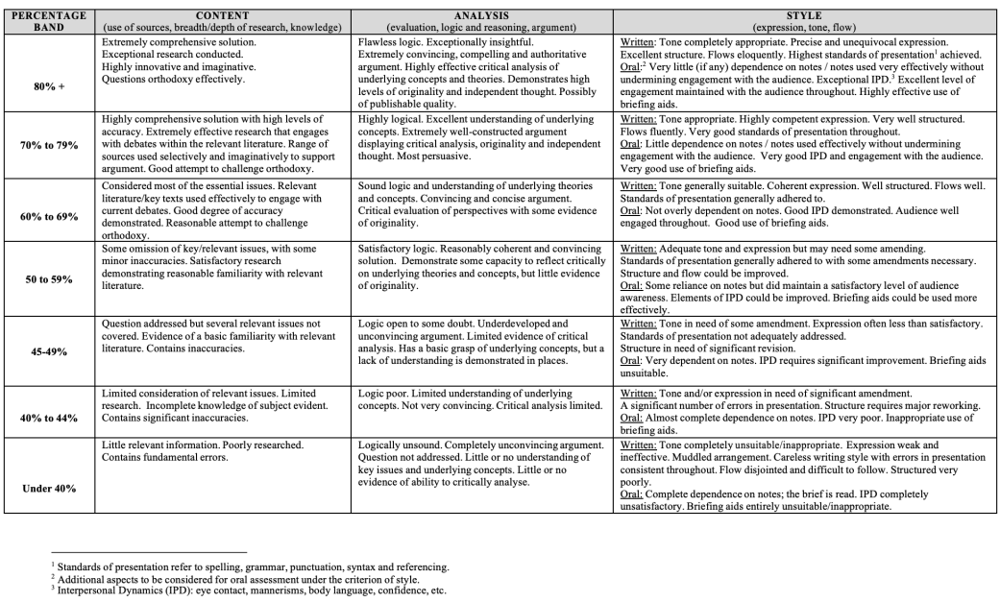 PERCENTAGE BAND
CONTENT
(use of sources, breadth/depth of research, knowledge)
ANALYSIS
(evaluation, logic and reasoning, argument)
STYLE
(expression, tone, flow)
80% +
Extremely comprehensive solution.
Exceptional research conducted.
Highly innovative and imaginative.
Questions orthodoxy effectively.
Flawless logic. Exceptionally insightful.
Extremely convincing, compelling and authoritative
argument. Highly effective critical analysis of
underlying concepts and theories. Demonstrates high
levels of originality and independent thought. Possibly
of publishable quality.
Written: Tone completely appropriate. Precise and unequivocal expression.
Excellent structure. Flows eloquently. Highest standards of presentation¹ achieved.
Oral:² Very little (if any) dependence on notes / notes used very effectively without
undermining engagement with the audience. Exceptional IPD.³ Excellent level of
engagement maintained with the audience throughout. Highly effective use of
briefing aids.
70% to 79%
Highly comprehensive solution with high levels of
accuracy. Extremely effective research that engages
with debates within the relevant literature. Range of
sources used selectively and imaginatively to support
argument. Good attempt to challenge orthodoxy.
Highly logical. Excellent understanding of underlying
concepts. Extremely well-constructed argument
displaying critical analysis, originality and independent
thought. Most persuasive.
Written: Tone appropriate. Highly competent expression. Very well structured.
Flows fluently. Very good standards of presentation throughout.
Oral: Little dependence on notes / notes used effectively without undermining
engagement with the audience. Very good IPD and engagement with the audience.
Very good use of briefing aids.
60% to 69%
Considered most of the essential issues. Relevant
literature/key texts used effectively to engage with
current debates. Good degree of accuracy
demonstrated. Reasonable attempt to challenge
orthodoxy.
Sound logic and understanding of underlying theories
and concepts. Convincing and concise argument.
Critical evaluation of perspectives with some evidence
of originality.
Written: Tone generally suitable. Coherent expression. Well structured. Flows well.
Standards of presentation generally adhered to.
Oral: Not overly dependent on notes. Good IPD demonstrated. Audience well
engaged throughout. Good use of briefing aids.
50 to 59%
Some omission of key/relevant issues, with some
minor inaccuracies. Satisfactory research
demonstrating reasonable familiarity with relevant
literature.
Satisfactory logic. Reasonably coherent and convincing
solution. Demonstrate some capacity to reflect critically
on underlying theories and concepts, but little evidence
of originality.
Written: Adequate tone and expression but may need some amending.
Standards of presentation generally adhered to with some amendments necessary.
Structure and flow could be improved.
Oral: Some reliance on notes but did maintain a satisfactory level of audience
awareness. Elements of IPD could be improved. Briefing aids could be used more
effectively.
45-49%
Question addressed but several relevant issues not
covered. Evidence of a basic familiarity with relevant
literature. Contains inaccuracies.
Logic open to some doubt. Underdeveloped and
unconvincing argument. Limited evidence of critical
analysis. Has a basic grasp of underlying concepts, but a
lack of understanding is demonstrated in places.
Written: Tone in need of some amendment. Expression often less than satisfactory.
Standards of presentation not adequately addressed.
Structure in need of significant revision.
Oral: Very dependent on notes. IPD requires significant improvement. Briefing aids
unsuitable.
40% to 44%
Limited consideration of relevant issues. Limited
research. Incomplete knowledge of subject evident.
Contains significant inaccuracies.
Logic poor. Limited understanding of underlying
concepts. Not very convincing. Critical analysis limited.
Written: Tone and/or expression in need of significant amendment.
A significant number of errors in presentation. Structure requires major reworking.
Oral: Almost complete dependence on notes. IPD very poor. Inappropriate use of
briefing aids.
Under 40%
Little relevant information. Poorly researched.
Contains fundamental errors.
Logically unsound. Completely unconvincing argument.
Question not addressed. Little or no understanding of
key issues and underlying concepts. Little or no
evidence of ability to critically analyse.
Written: Tone completely unsuitable/inappropriate. Expression weak and
ineffective. Muddled arrangement. Careless writing style with errors in presentation
consistent throughout. Flow disjointed and difficult to follow. Structured very
poorly.
Oral: Complete dependence on notes; the brief is read. IPD completely
unsatisfactory. Briefing aids entirely unsuitable/inappropriate.
¹ Standards of presentation refer to spelling, grammar, punctuation, syntax and referencing.
² Additional aspects to be considered for oral assessment under the criterion of style.
³ Interpersonal Dynamics (IPD): eye contact, mannerisms, body language, confidence, etc.